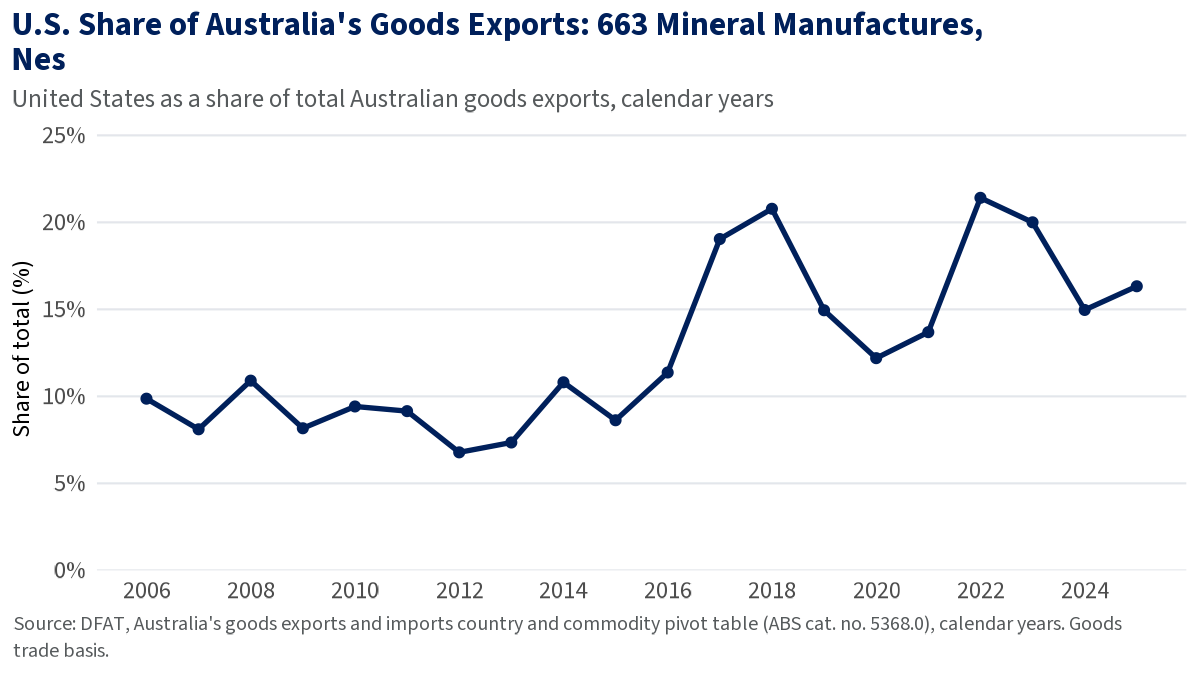 U.S. Share of Australia's Goods Exports: 663 Mineral Manufactures,
Nes
United States as a share of total Australian goods exports, calendar years
Share of total (%)
25%
20%
15%
10%
5%
0%
2006 2008 2010 2012 2014 2016 2018 2020 2022 2024
Source: DFAT, Australia's goods exports and imports country and commodity pivot table (ABS cat. no. 5368.0), calendar years. Goods
trade basis.